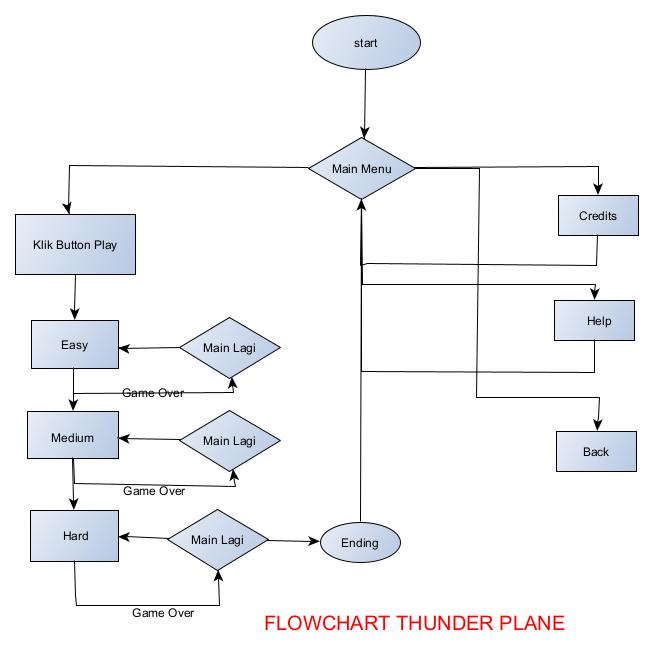 start
Main Menu
Credits
Klik Button Play
Help
Easy
Main Lagi
Game Over
Medium
Main Lagi
Back
Game Over
Hard
Main Lagi
Ending
Game Over
FLOWCHART THUNDER PLANE